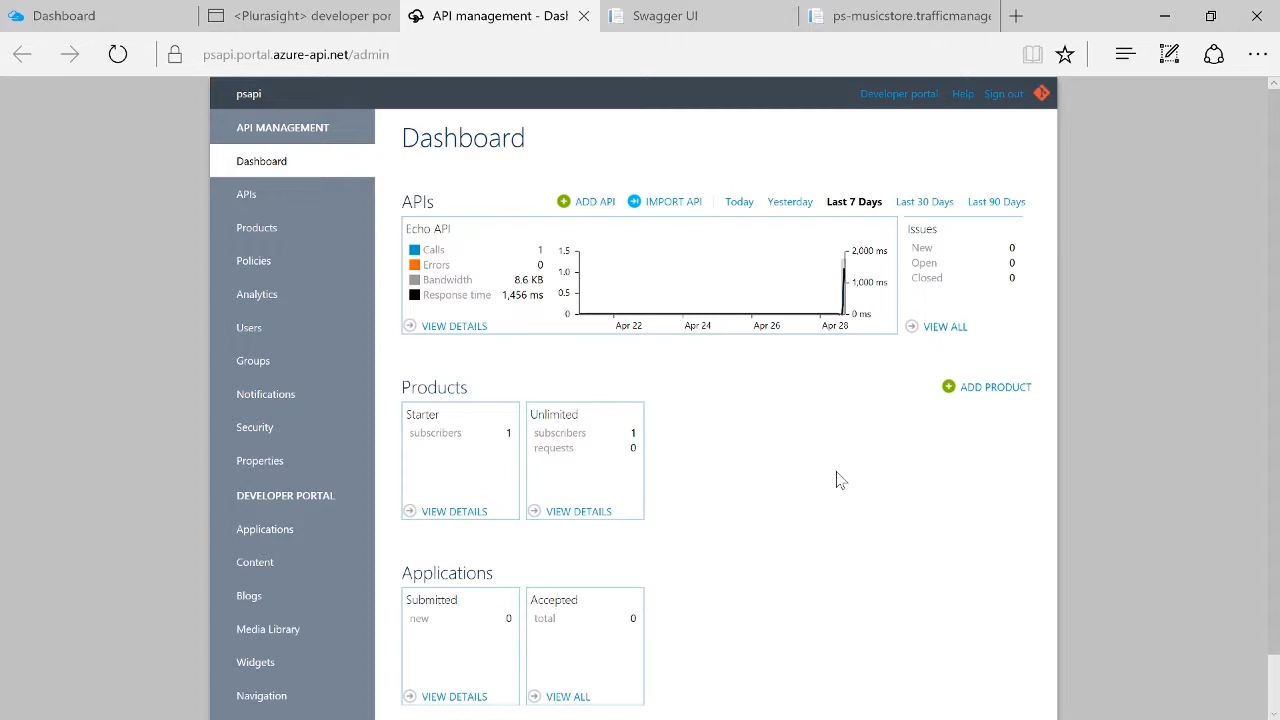 Dashboard
<Plurasight> developer por
API management - Dasl
Swagger UI
ps-musicstore.trafficmanage
psapi.portal.azure-api.net/admin
psapi
Developer portal
Help
Sign out
API MANAGEMENT
Dashboard
APIs
Products
Policies
Analytics
Users
Groups
Notifications
Security
Properties
DEVELOPER PORTAL
Applications
Content
Blogs
Media Library
Widgets
Navigation
Dashboard
APIs
ADD API
IMPORT API
Today
Yesterday
Last 7 Days
Last 30 Days
Last 90 Days
Echo API
Calls 1
Errors 0
Bandwidth 8.6 KB
Response time 1,456 ms
1.5
1.0
0.5
0
2,000 ms
1,000 ms
0 ms
Apr 22
Apr 24
Apr 26
Apr 28
VIEW DETAILS
Issues
New 0
Open 0
Closed 0
VIEW ALL
Products
ADD PRODUCT
Starter
subscribers 1
VIEW DETAILS
Unlimited
subscribers 1
requests 0
VIEW DETAILS
Applications
Submitted
new 0
VIEW DETAILS
Accepted
total 0
VIEW ALL